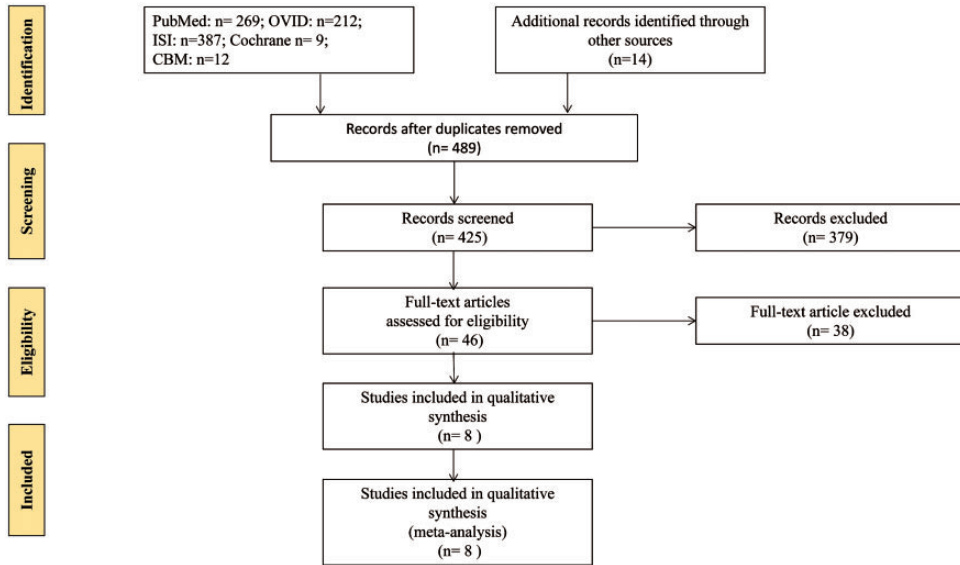 Identification
PubMed: n= 269; OVID: n=212;
ISI: n=387; Cochrane n= 9;
CBM: n=12
Additional records identified through
other sources
(n=14)
Records after duplicates removed
(n= 489)
Screening
Records screened
(n= 425)
Records excluded
(n= 379)
Eligibility
Full-text articles
assessed for eligibility
(n= 46)
Full-text article excluded
(n= 38)
Studies included in qualitative
synthesis
(n= 8 )
Included
Studies included in qualitative
synthesis
(meta-analysis)
(n= 8 )